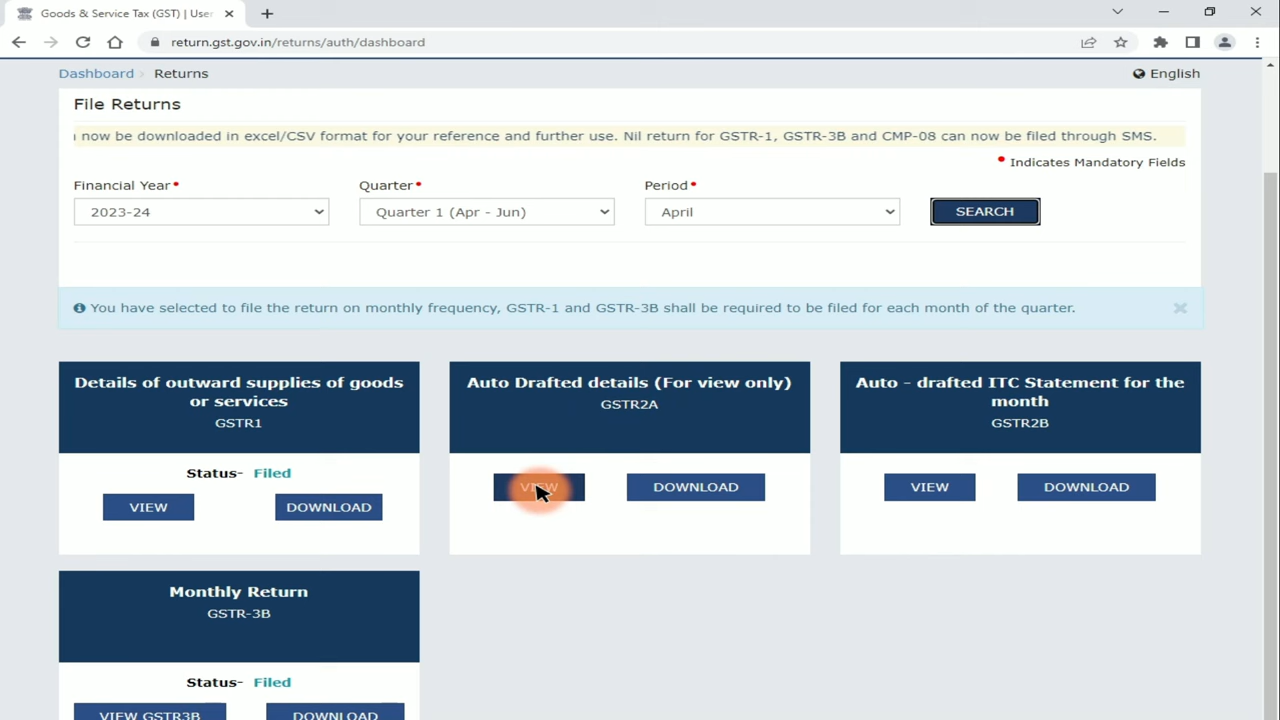 Goods & Service Tax (GST) | User
return.gst.gov.in/returns/auth/dashboard
Dashboard › Returns
English
File Returns
now be downloaded in excel/CSV format for your reference and further use. Nil return for GSTR-1, GSTR-3B and CMP-08 can now be filed through SMS.
• Indicates Mandatory Fields
Financial Year•
Quarter•
Period•
2023-24
Quarter 1 (Apr - Jun)
April
SEARCH
You have selected to file the return on monthly frequency, GSTR-1 and GSTR-3B shall be required to be filed for each month of the quarter.
Details of outward supplies of goods
or services
GSTR1
Status- Filed
VIEW
DOWNLOAD
Auto Drafted details (For view only)
GSTR2A
VIEW
DOWNLOAD
Auto - drafted ITC Statement for the
month
GSTR2B
VIEW
DOWNLOAD
Monthly Return
GSTR-3B
Status- Filed
VIEW GSTR3B
DOWNLOAD